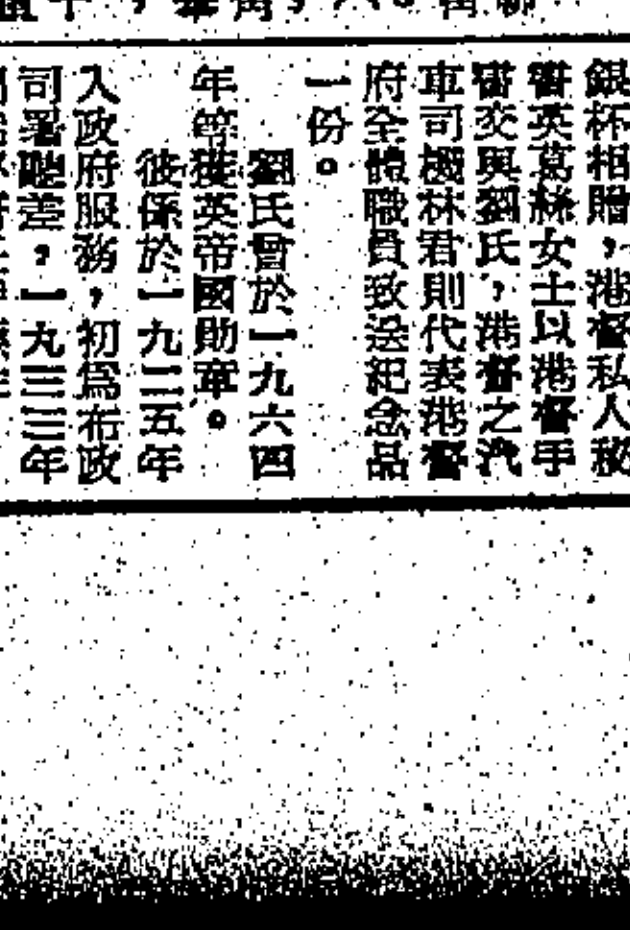 銀杯相贈，港督私人秘
書英葛絲女士以港督手
書交與劉氏，港督之汽
車司機林君則代表港督
府全體職員致送紀念品
一份。
劉氏曾於一九六四
年榮獲英帝國勛章。
彼係於一九二五年
入政府服務，初爲布政
司署聽差，一九三三年